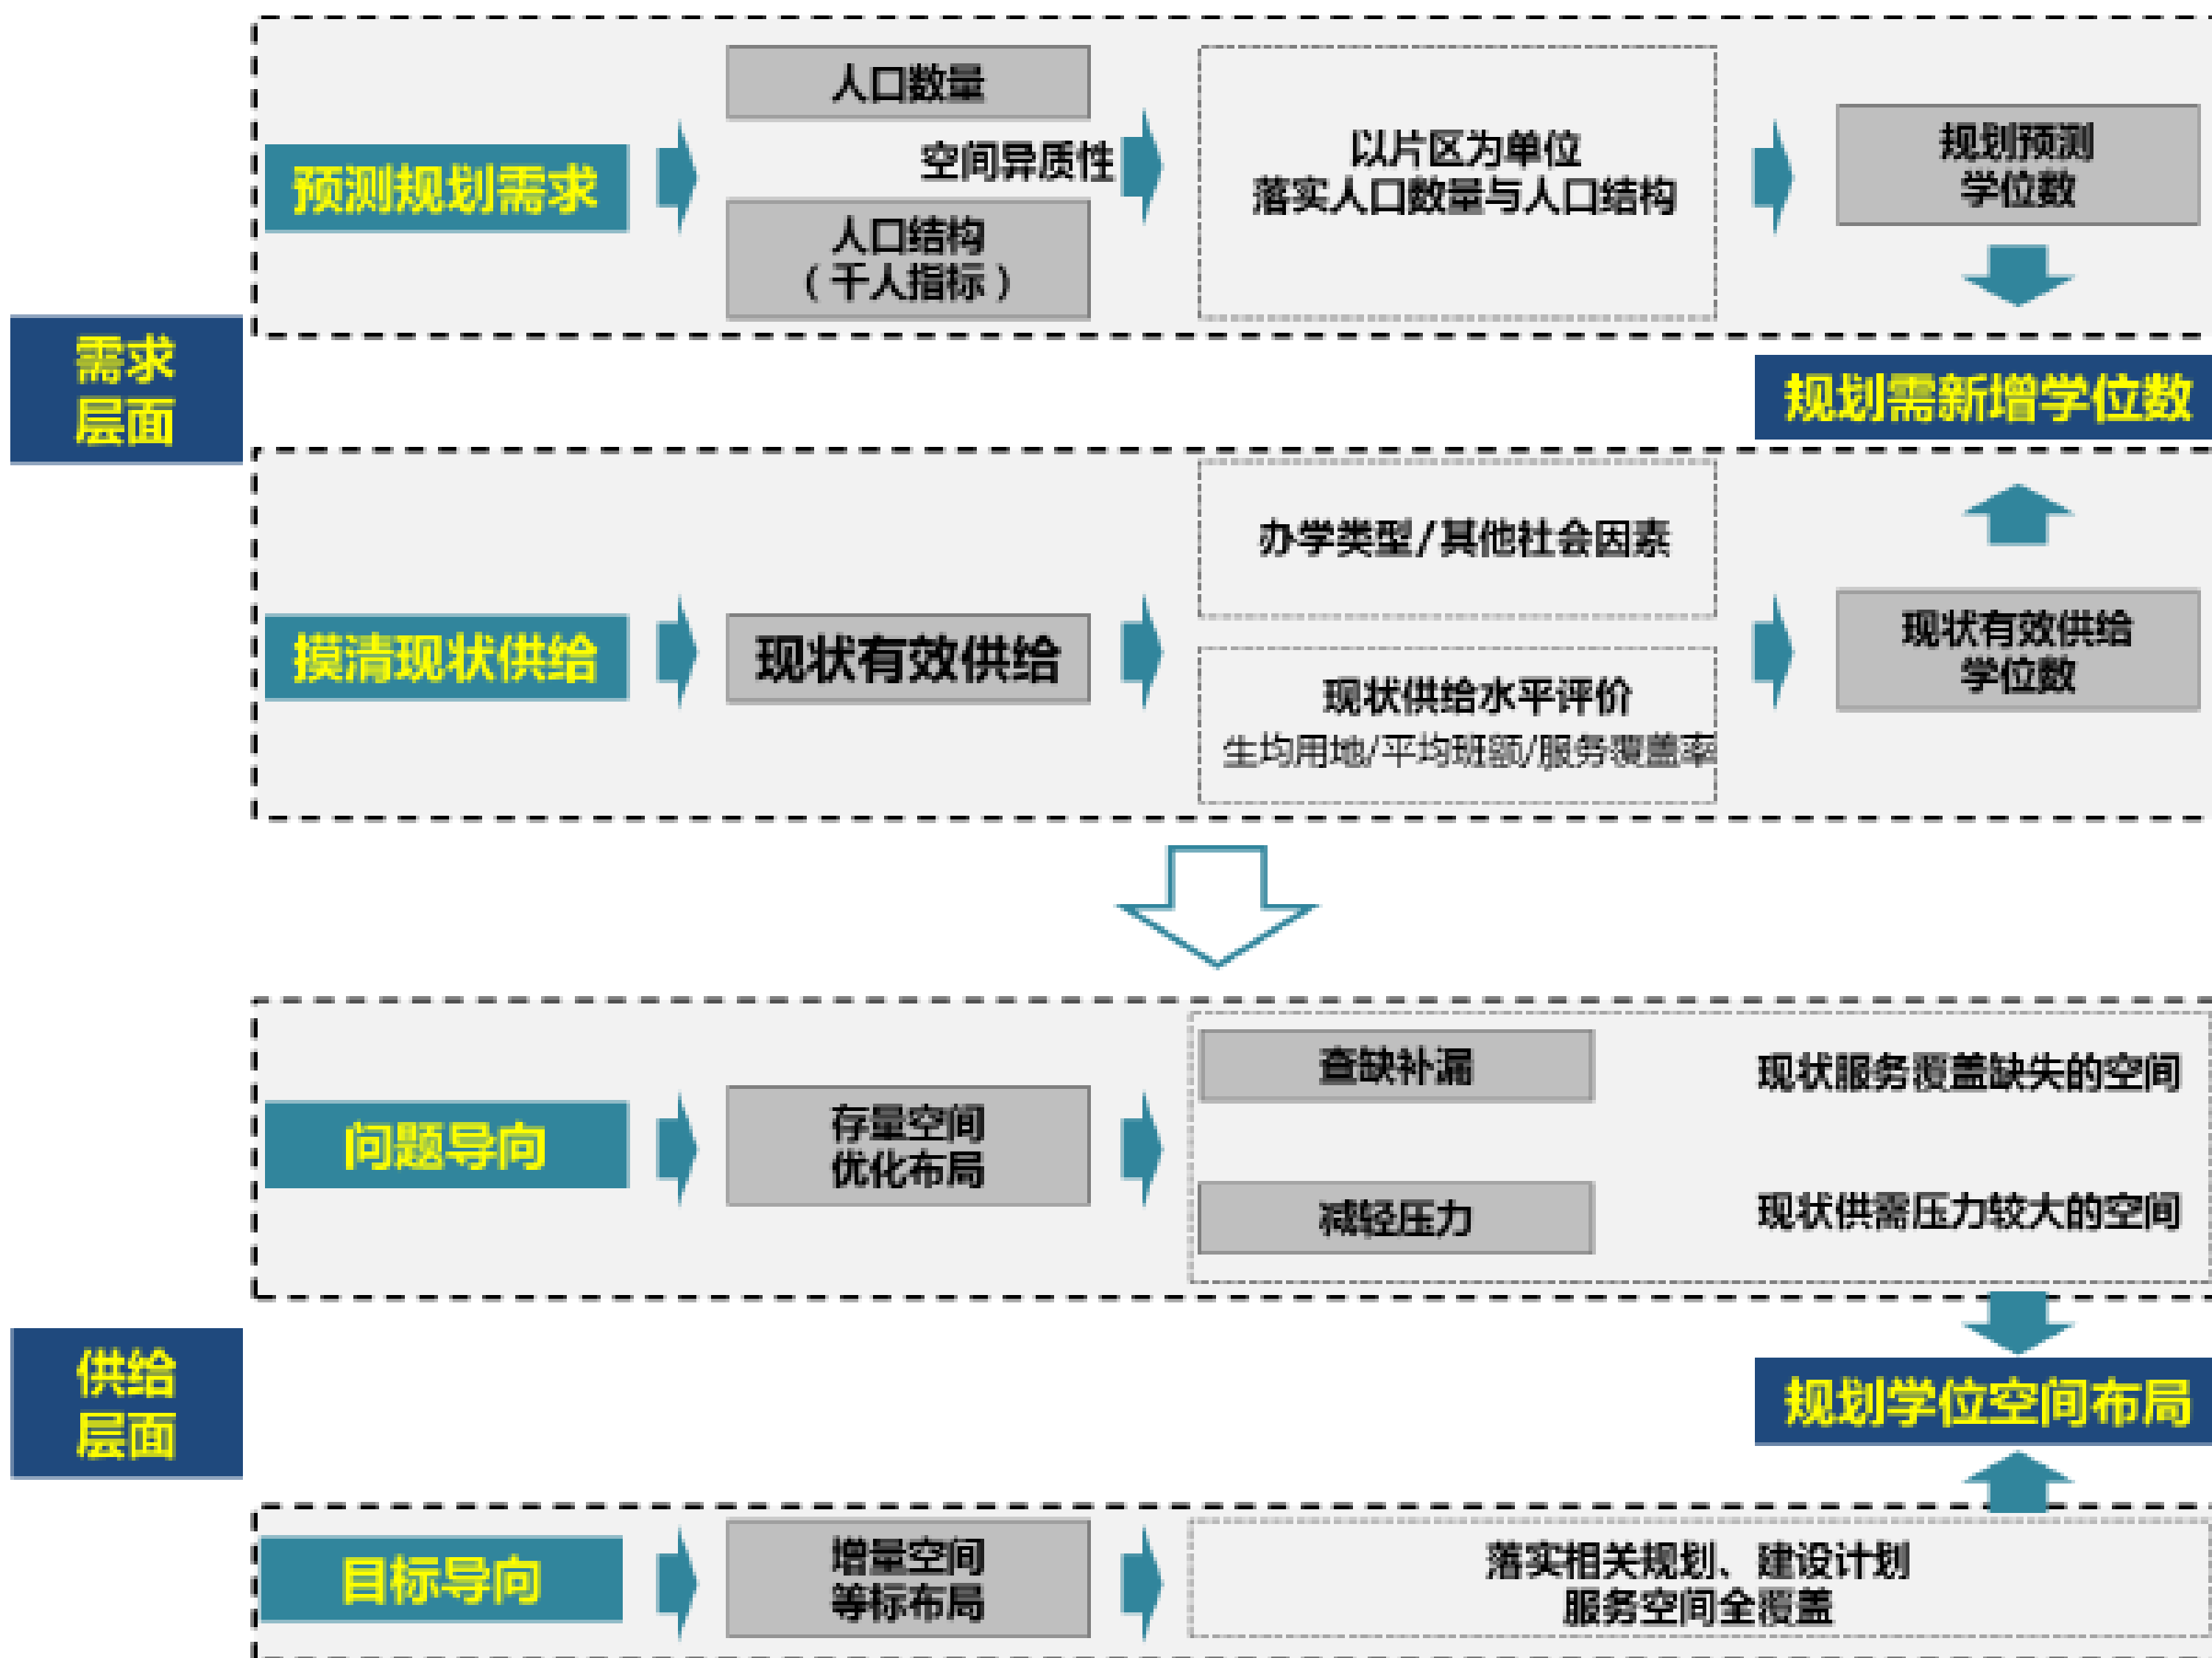 人口数量
空间异质性
预测规划需求
人口结构
（千人指标）
以片区为单位
落实人口数量与人口结构
规划预测
学位数
需求
层面
规划需新增学位数
办学类型/其他社会因素
摸清现状供给
现状有效供给
现状供给水平评价
生均用地/平均班额/服务覆盖率
现状有效供给
学位数
问题导向
存量空间
优化布局
查缺补漏
现状服务覆盖缺失的空间
减轻压力
现状供需压力较大的空间
供给
层面
规划学位空间布局
目标导向
增量空间
等标布局
落实相关规划、建设计划
服务空间全覆盖